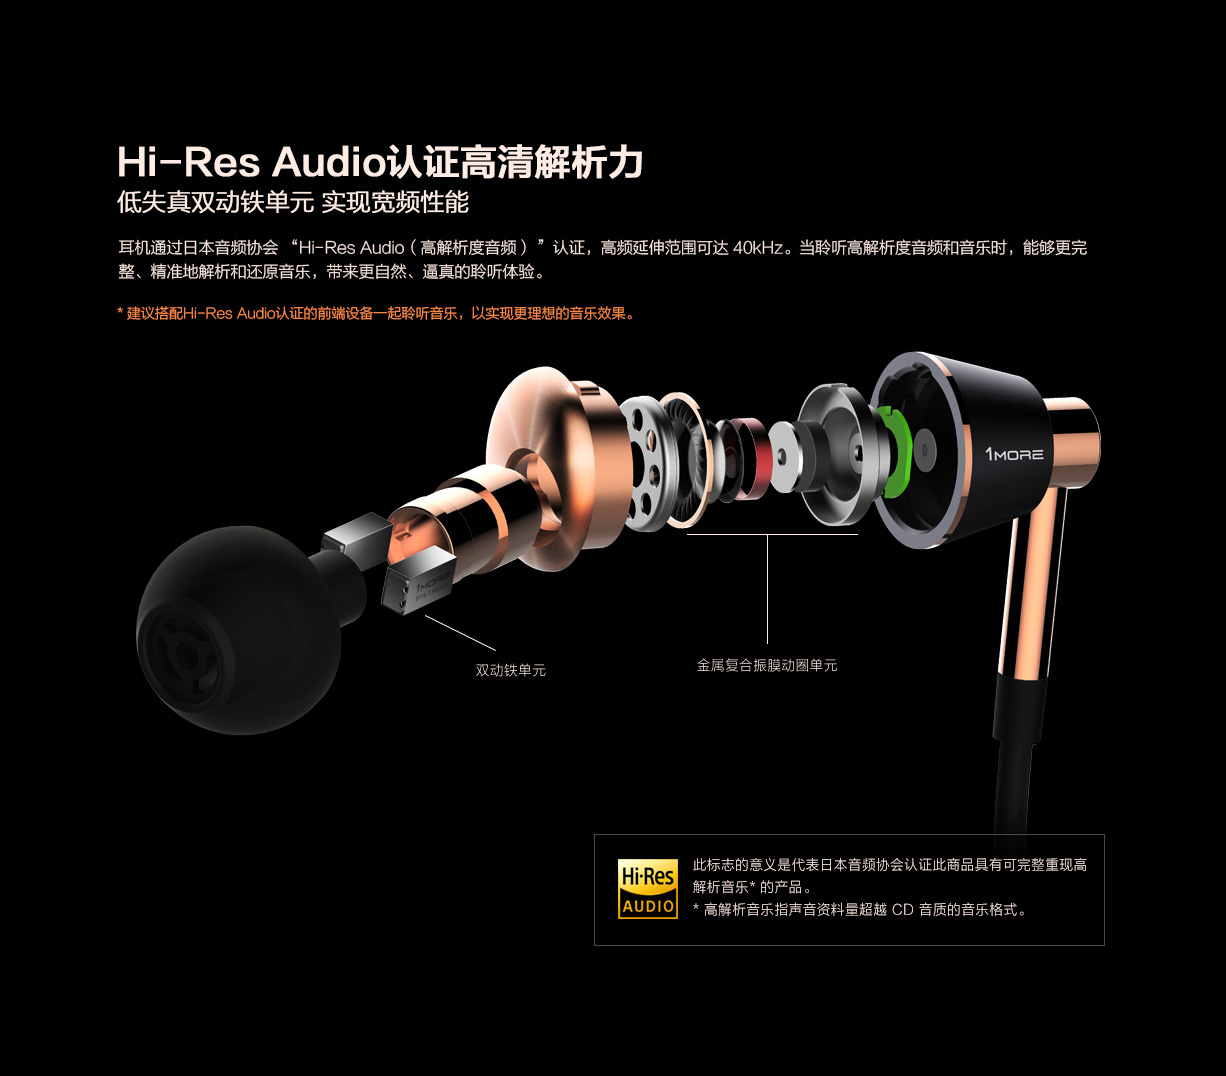 Hi-Res Audio认证高清解析力
低失真双动铁单元 实现宽频性能
耳机通过日本音频协会 “Hi-Res Audio（高解析度音频）”认证，高频延伸范围可达 40kHz。当聆听高解析度音频和音乐时，能够更完
整、精准地解析和还原音乐，带来更自然、逼真的聆听体验。
* 建议搭配Hi-Res Audio认证的前端设备一起聆听音乐，以实现更理想的音乐效果。
1MORE
1MORE
双动铁单元
金属复合振膜动圈单元
Hi-Res
AUDIO
此标志的意义是代表日本音频协会认证此商品具有可完整重现高
解析音乐* 的产品。
* 高解析音乐指声音资料量超越 CD 音质的音乐格式。